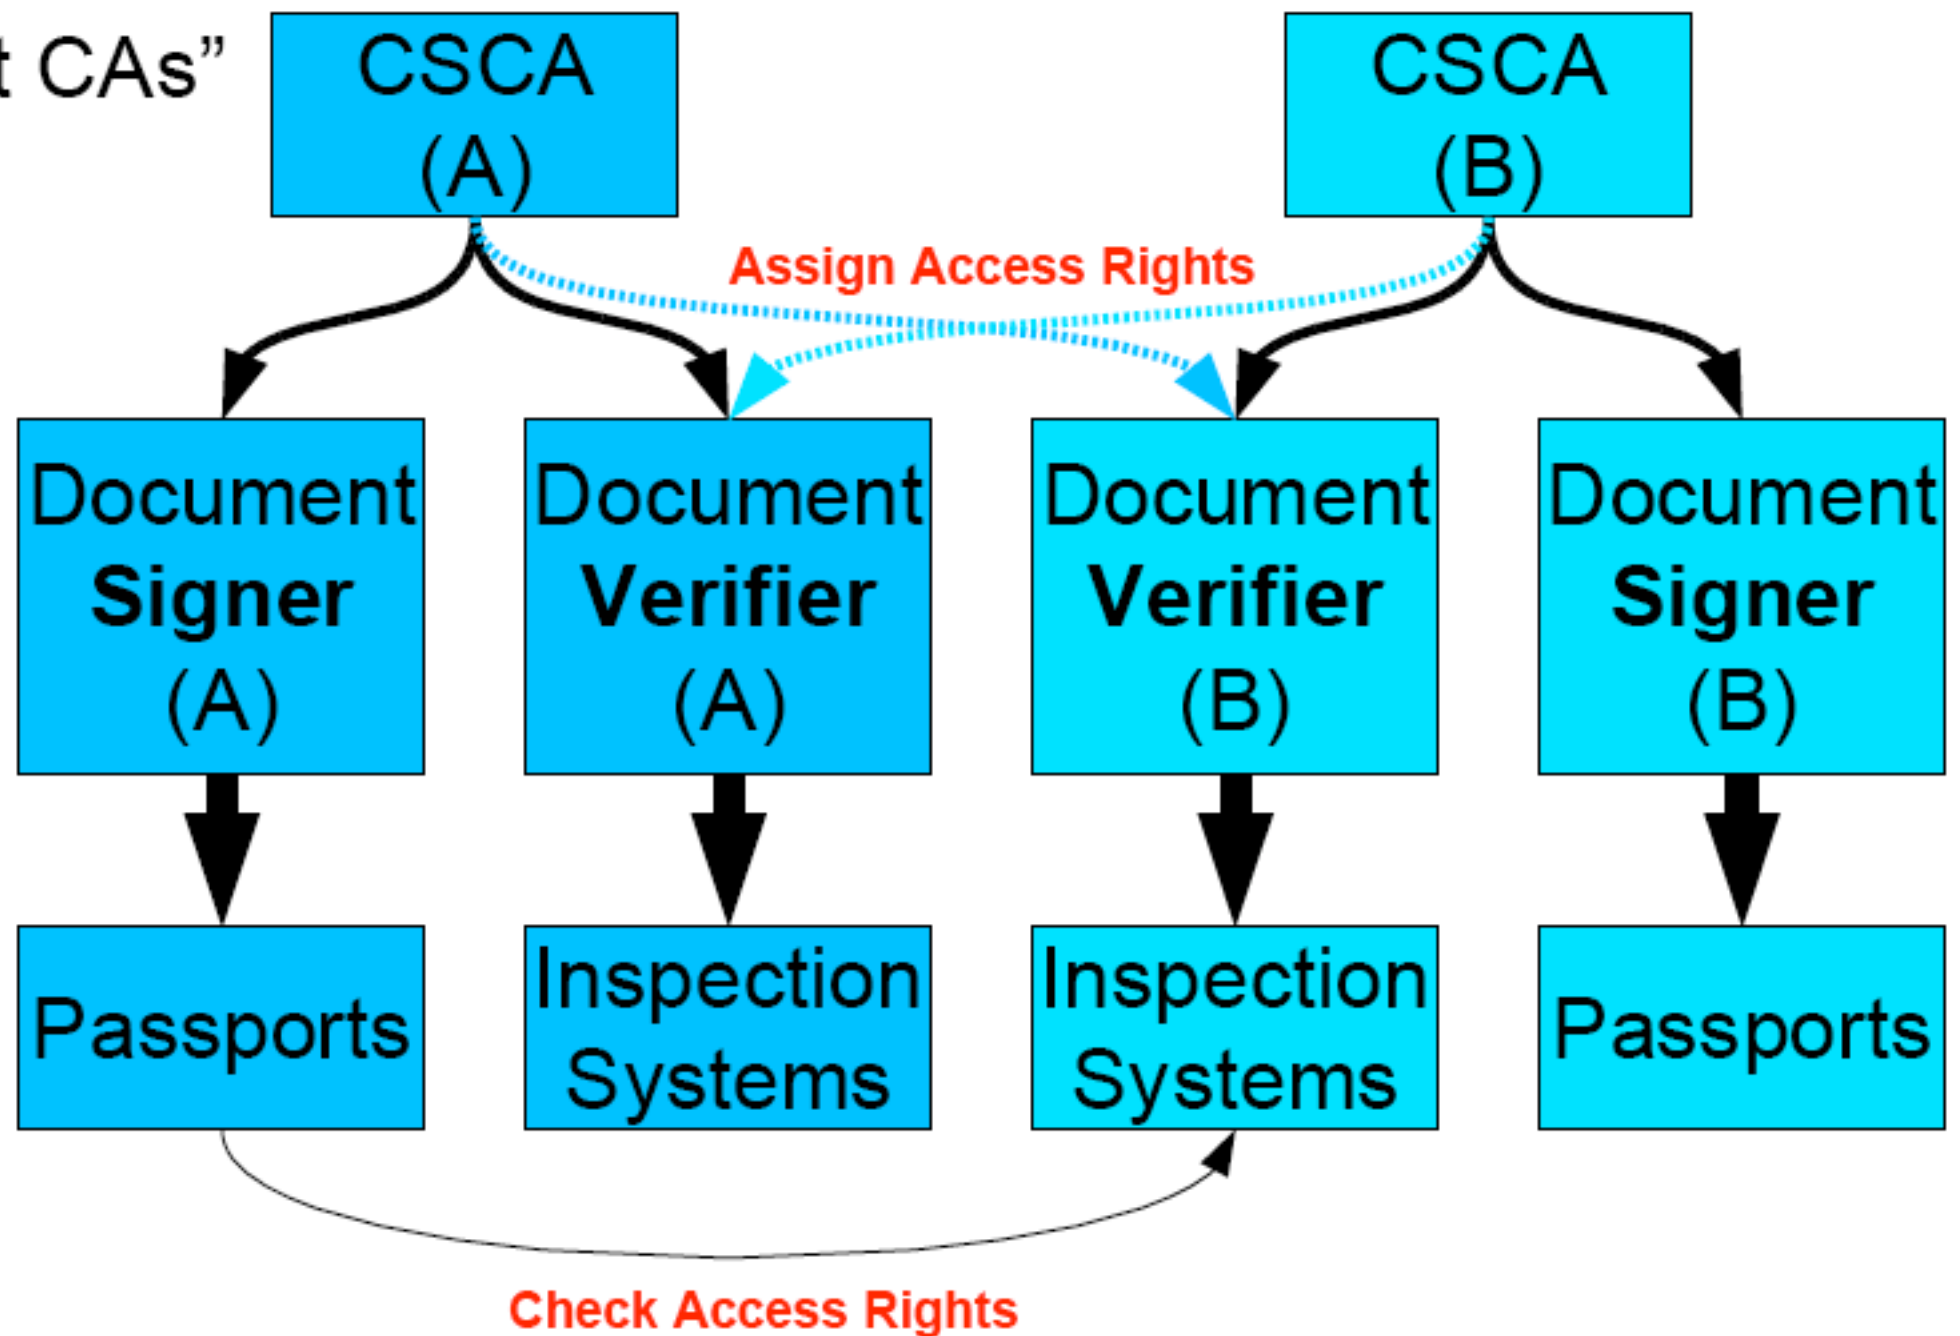 t CAs”
CSCA
(A)
CSCA
(B)
Assign Access Rights
Document
Signer
(A)
Document
Verifier
(A)
Document
Verifier
(B)
Document
Signer
(B)
Passports
Inspection
Systems
Inspection
Systems
Passports
Check Access Rights